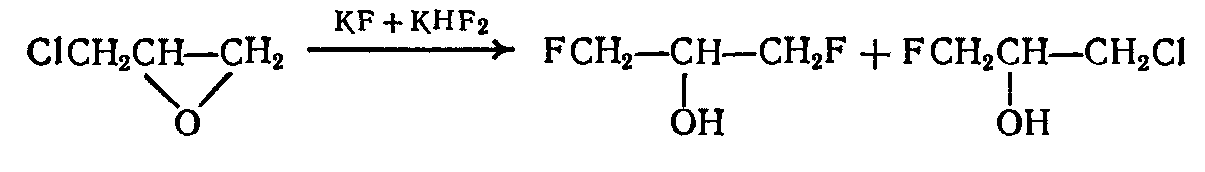 KF + KHF₂
ClCH₂CH—CH₂ FCH₂—CH—CH₂F + FCH₂CH—CH₂Cl
O OH OH